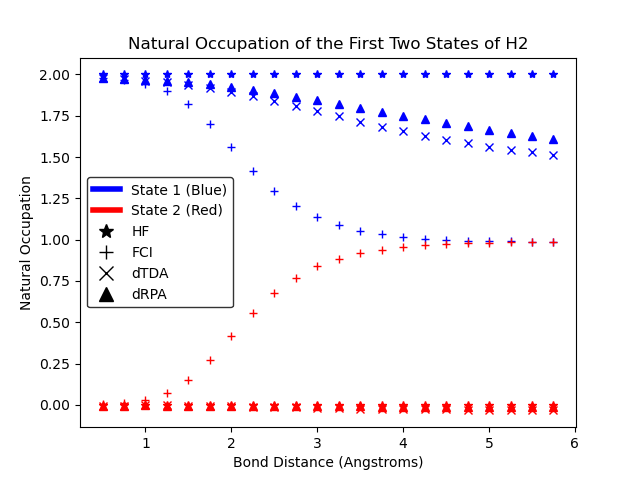 Natural Occupation of the First Two States of H2
2.00
1.75
1.50
1.25
1.00
0.75
0.50
0.25
0.00
Natural Occupation
State 1 (Blue)
State 2 (Red)
HF
FCI
dTDA
dRPA
1 2 3 4 5 6
Bond Distance (Angstroms)